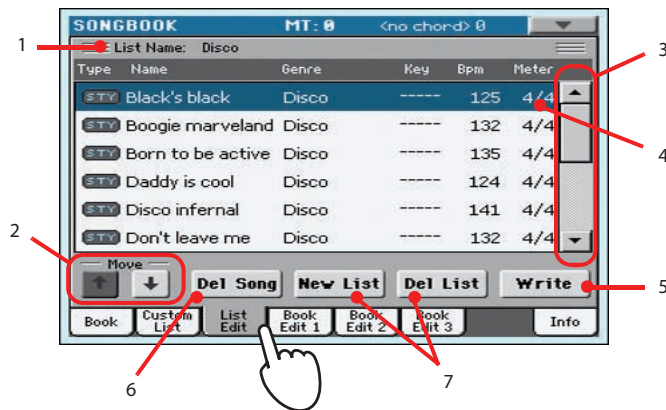 SONGBOOK MT: 0 <no chord> 0
1 List Name: Disco
3
Type Name Genre Key Bpm Meter
STY Black's black Disco ----- 125 4/4
4
STY Boogie marveland Disco ----- 132 4/4
STY Born to be active Disco ----- 135 4/4
STY Daddy is cool Disco ----- 124 4/4
STY Disco infernal Disco ----- 141 4/4
2
STY Don't leave me Disco ----- 132 4/4
Move
Del Song New List Del List Write 5
Book Custom List List Edit Book Edit 1 Book Edit 2 Book Edit 3 Info
6 7